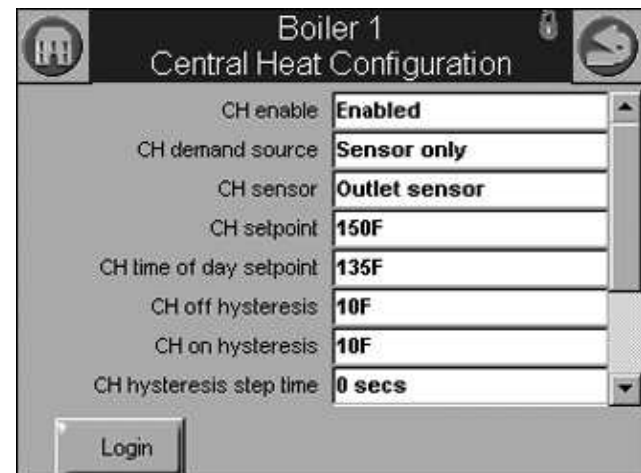 Boiler 1
Central Heat Configuration
CH enable Enabled
CH demand source Sensor only
CH sensor Outlet sensor
CH setpoint 150F
CH time of day setpoint 135F
CH off hysteresis 10F
CH on hysteresis 10F
CH hysteresis step time 0 secs
Login